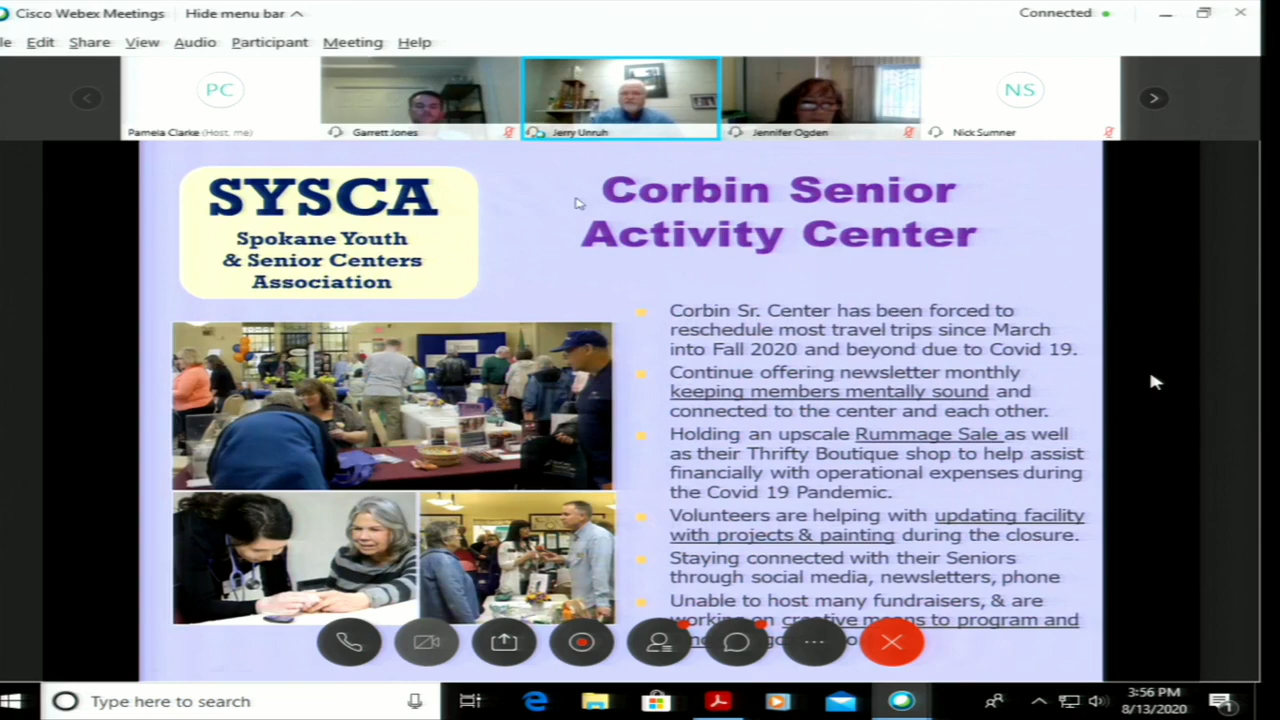 Cisco Webex Meetings
Hide menu bar
Connected
le Edit Share View Audio Participant Meeting Help
PC
NS
Pamela Clarke (Host, me)
Garrett Jones
Jerry Unruh
Jennifer Ogden
Nick Sumner
SYSCA
Spokane Youth
& Senior Centers
Association
Corbin Senior
Activity Center
Corbin Sr. Center has been forced to
reschedule most travel trips since March
into Fall 2020 and beyond due to Covid 19.
Continue offering newsletter monthly
keeping members mentally sound and
connected to the center and each other.
Holding an upscale Rummage Sale as well
as their Thrifty Boutique shop to help assist
financially with operational expenses during
the Covid 19 Pandemic.
Volunteers are helping with updating facility
with projects & painting during the closure.
Staying connected with their Seniors
through social media, newsletters, phone
Unable to host many fundraisers, & are
working on creative means to program and
Type here to search
3:56 PM
8/13/2020
1